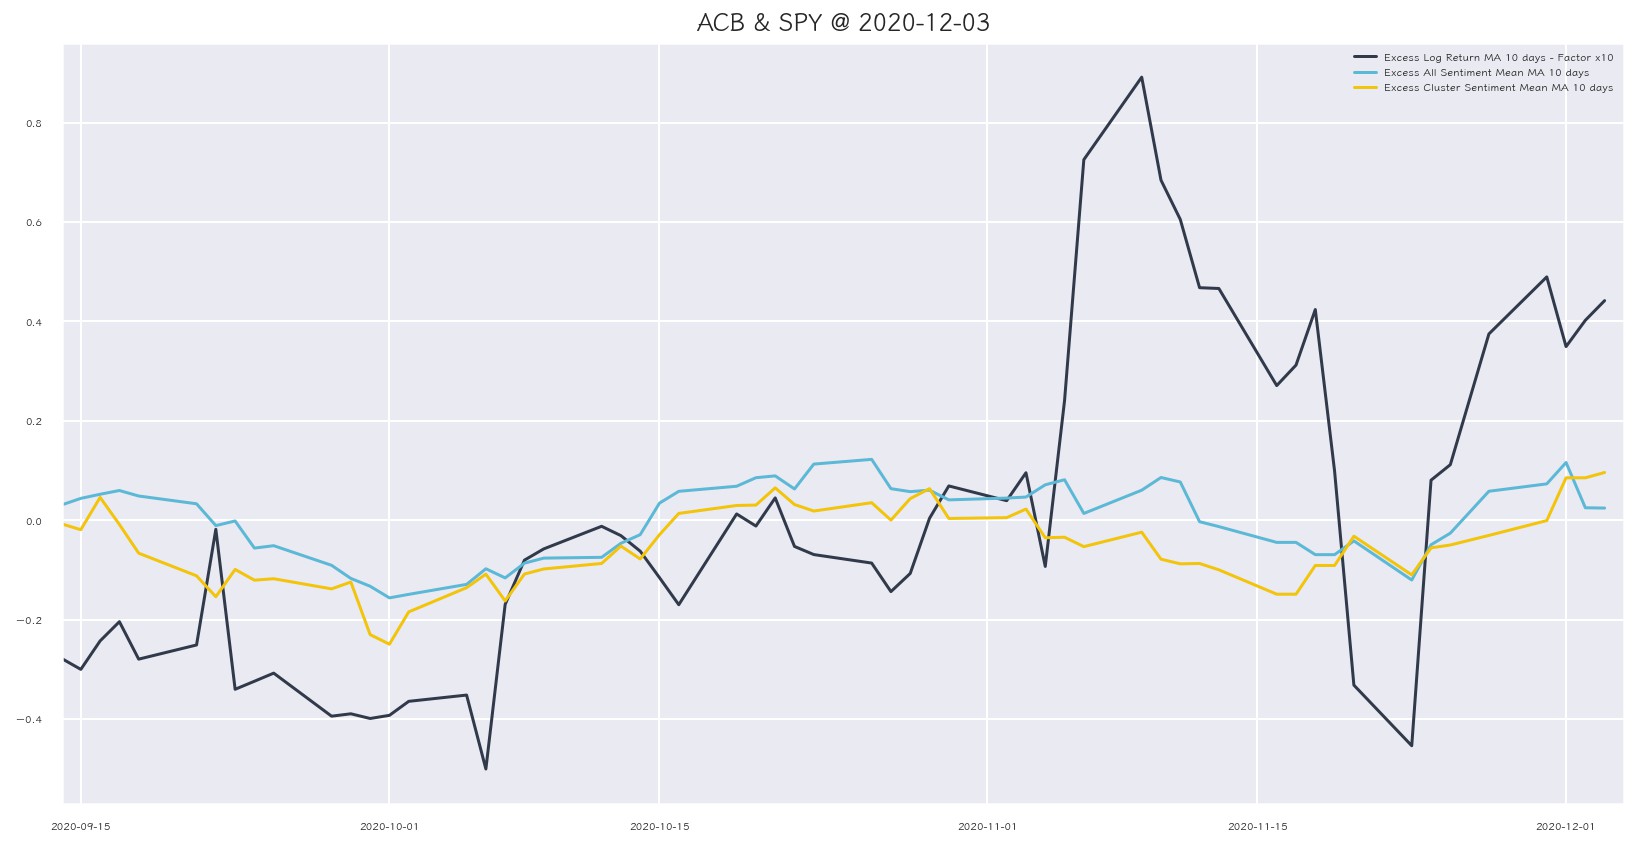 ACB & SPY @ 2020-12-03
Excess Log Return MA 10 days - Factor x10
Excess All Sentiment Mean MA 10 days
Excess Cluster Sentiment Mean MA 10 days
0.8
0.6
0.4
0.2
0.0
−0.2
−0.4
2020-09-15 2020-10-01 2020-10-15 2020-11-01 2020-11-15 2020-12-01